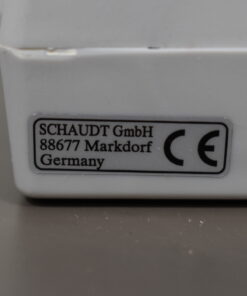 SCHAUDT GmbH
88677 Markdorf
Germany
CE